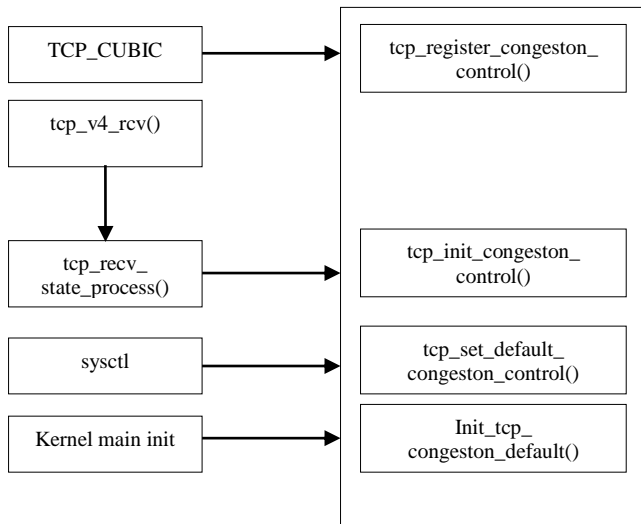 TCP_CUBIC
tcp_register_congeston_
control()
tcp_v4_rcv()
tcp_recv_
state_process()
tcp_init_congeston_
control()
sysctl
tcp_set_default_
congeston_control()
Kernel main init
Init_tcp_
congeston_default()